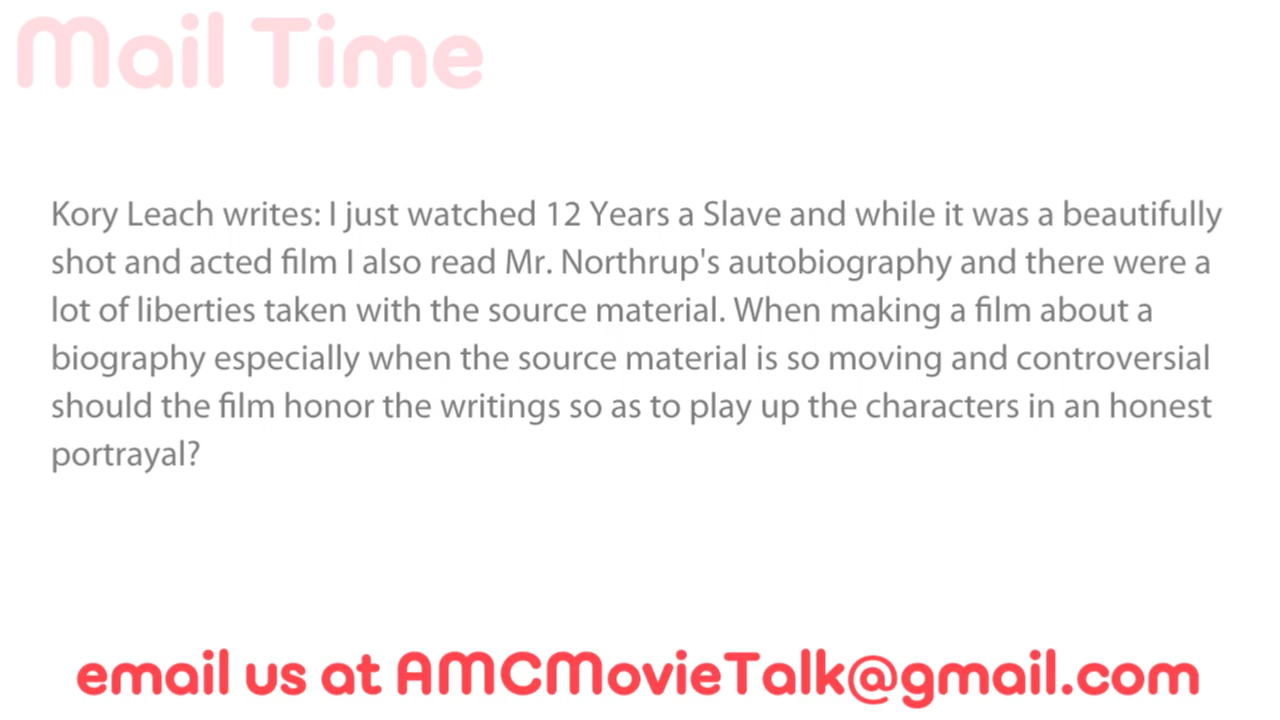 Mail Time
Kory Leach writes: I just watched 12 Years a Slave and while it was a beautifully
shot and acted film I also read Mr. Northrup's autobiography and there were a
lot of liberties taken with the source material. When making a film about a
biography especially when the source material is so moving and controversial
should the film honor the writings so as to play up the characters in an honest
portrayal?
email us at AMCMovieTalk@gmail.com